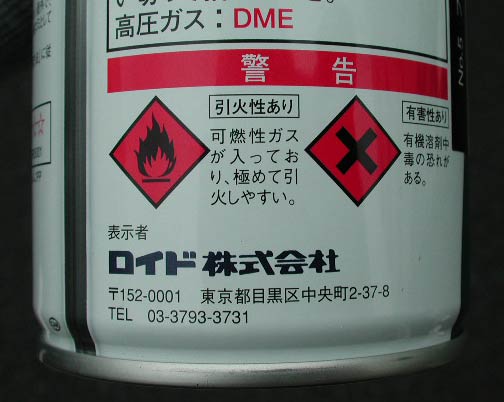 高圧ガス：DME
警告
引火性あり
可燃性ガス
が入ってお
り、極めて引
火しやすい。
有害性あり
有機溶剤中
毒の恐れが
ある。
表示者
ロイド株式会社
〒152-0001 東京都目黒区中央町2-37-8
TEL 03-3793-3731
No.5